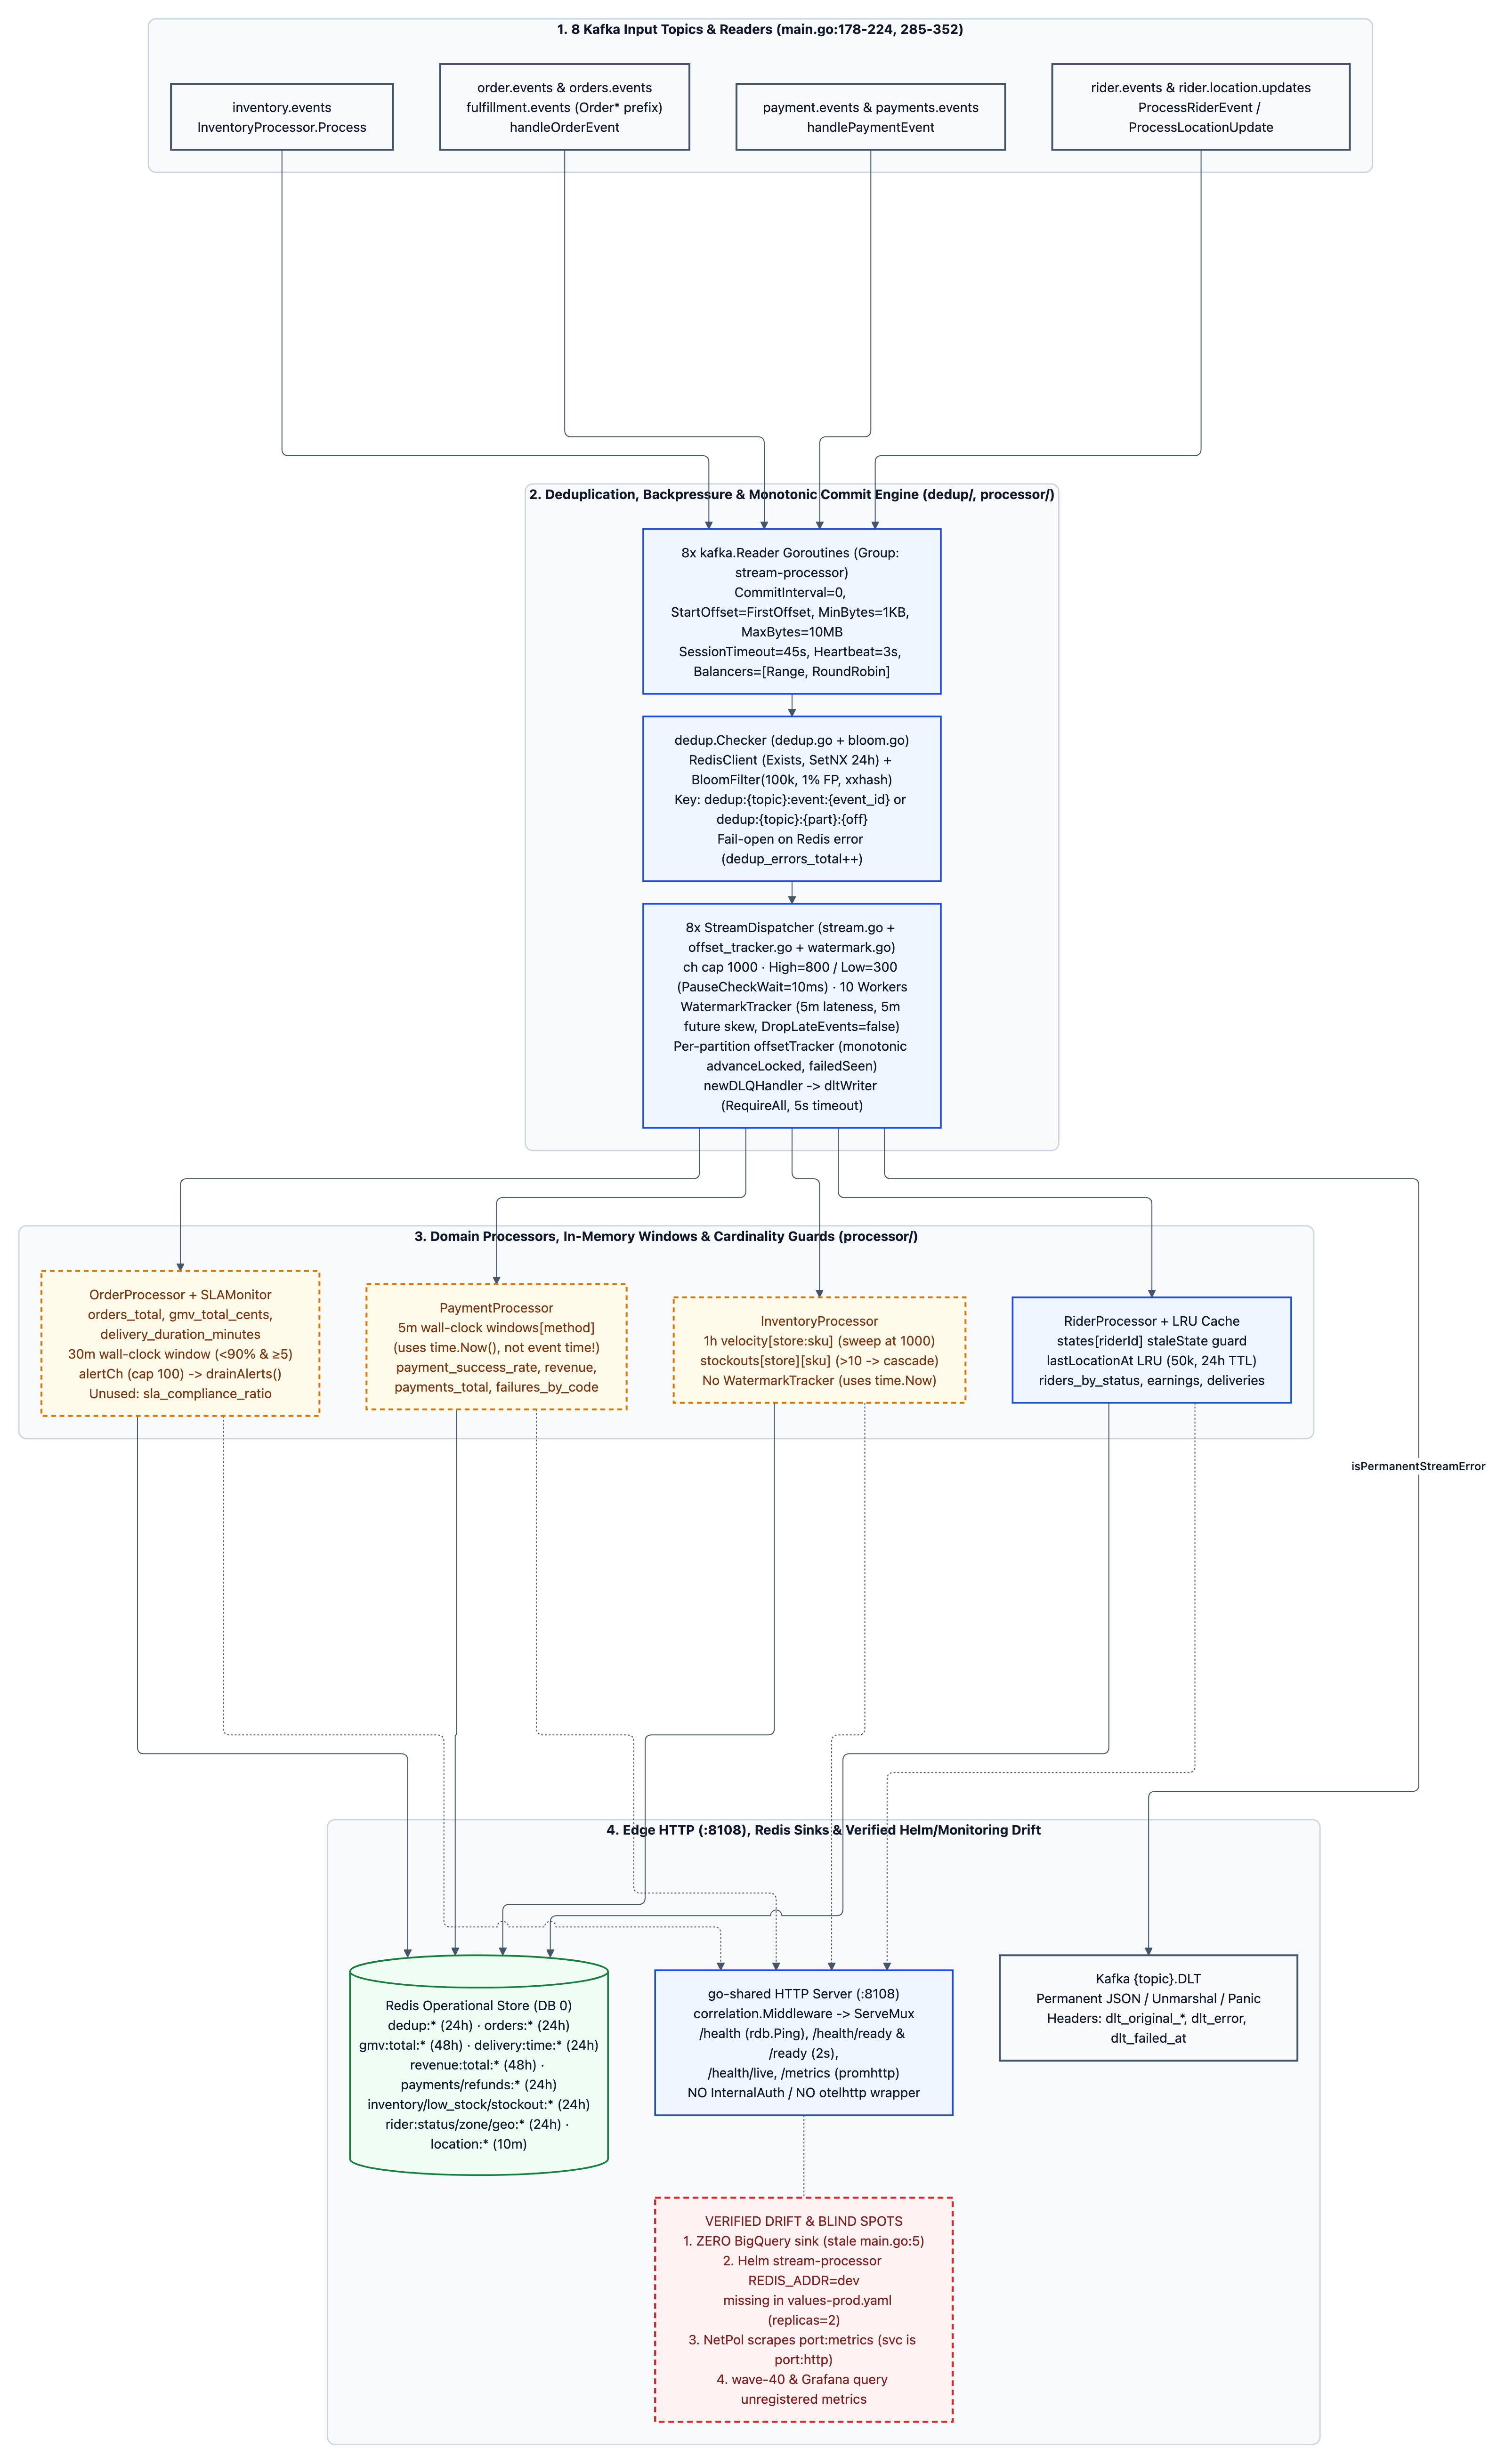 1. 8 Kafka Input Topics & Readers (main.go:178-224, 285-352)
inventory.events
InventoryProcessor.Process
order.events & orders.events
fulfillment.events (Order* prefix)
handleOrderEvent
payment.events & payments.events
handlePaymentEvent
rider.events & rider.location.updates
ProcessRiderEvent /
ProcessLocationUpdate
2. Deduplication, Backpressure & Monotonic Commit Engine (dedup/, processor/)
8x kafka.Reader Goroutines (Group:
stream-processor)
CommitInterval=0,
StartOffset=FirstOffset, MinBytes=1KB,
MaxBytes=10MB
SessionTimeout=45s, Heartbeat=3s,
Balancers=[Range, RoundRobin]
dedup.Checker (dedup.go + bloom.go)
RedisClient (Exists, SetNX 24h) +
BloomFilter(100k, 1% FP, xxhash)
Key: dedup:{topic}:event:{event_id} or
dedup:{topic}:{part}:{off}
Fail-open on Redis error
(dedup_errors_total++)
8x StreamDispatcher (stream.go +
offset_tracker.go + watermark.go)
ch cap 1000 · High=800 / Low=300
(PauseCheckWait=10ms) · 10 Workers
WatermarkTracker (5m lateness, 5m
future skew, DropLateEvents=false)
Per-partition offsetTracker (monotonic
advanceLocked, failedSeen)
newDLQHandler -> dltWriter
(RequireAll, 5s timeout)
3. Domain Processors, In-Memory Windows & Cardinality Guards (processor/)
OrderProcessor + SLAMonitor
orders_total, gmv_total_cents,
delivery_duration_minutes
30m wall-clock window (<90% & ≥5)
alertCh (cap 100) -> drainAlerts()
Unused: sla_compliance_ratio
PaymentProcessor
5m wall-clock windows[method]
(uses time.Now(), not event time!)
payment_success_rate, revenue,
payments_total, failures_by_code
InventoryProcessor
1h velocity[store:sku] (sweep at 1000)
stockouts[store][sku] (>10 -> cascade)
No WatermarkTracker (uses time.Now)
RiderProcessor + LRU Cache
states[riderId] staleState guard
lastLocationAt LRU (50k, 24h TTL)
riders_by_status, earnings, deliveries
isPermanentStreamError
4. Edge HTTP (:8108), Redis Sinks & Verified Helm/Monitoring Drift
Redis Operational Store (DB 0)
dedup:* (24h) · orders:* (24h)
gmv:total:* (48h) · delivery:time:* (24h)
revenue:total:* (48h) ·
payments/refunds:* (24h)
inventory/low_stock/stockout:* (24h)
rider:status/zone/geo:* (24h) ·
location:* (10m)
go-shared HTTP Server (:8108)
correlation.Middleware -> ServeMux
/health (rdb.Ping), /health/ready &
/ready (2s),
/health/live, /metrics (promhttp)
NO InternalAuth / NO otelhttp wrapper
Kafka {topic}.DLT
Permanent JSON / Unmarshal / Panic
Headers: dlt_original_*, dlt_error,
dlt_failed_at
VERIFIED DRIFT & BLIND SPOTS
1. ZERO BigQuery sink (stale main.go:5)
2. Helm stream-processor
REDIS_ADDR=dev
missing in values-prod.yaml
(replicas=2)
3. NetPol scrapes port:metrics (svc is
port:http)
4. wave-40 & Grafana query
unregistered metrics